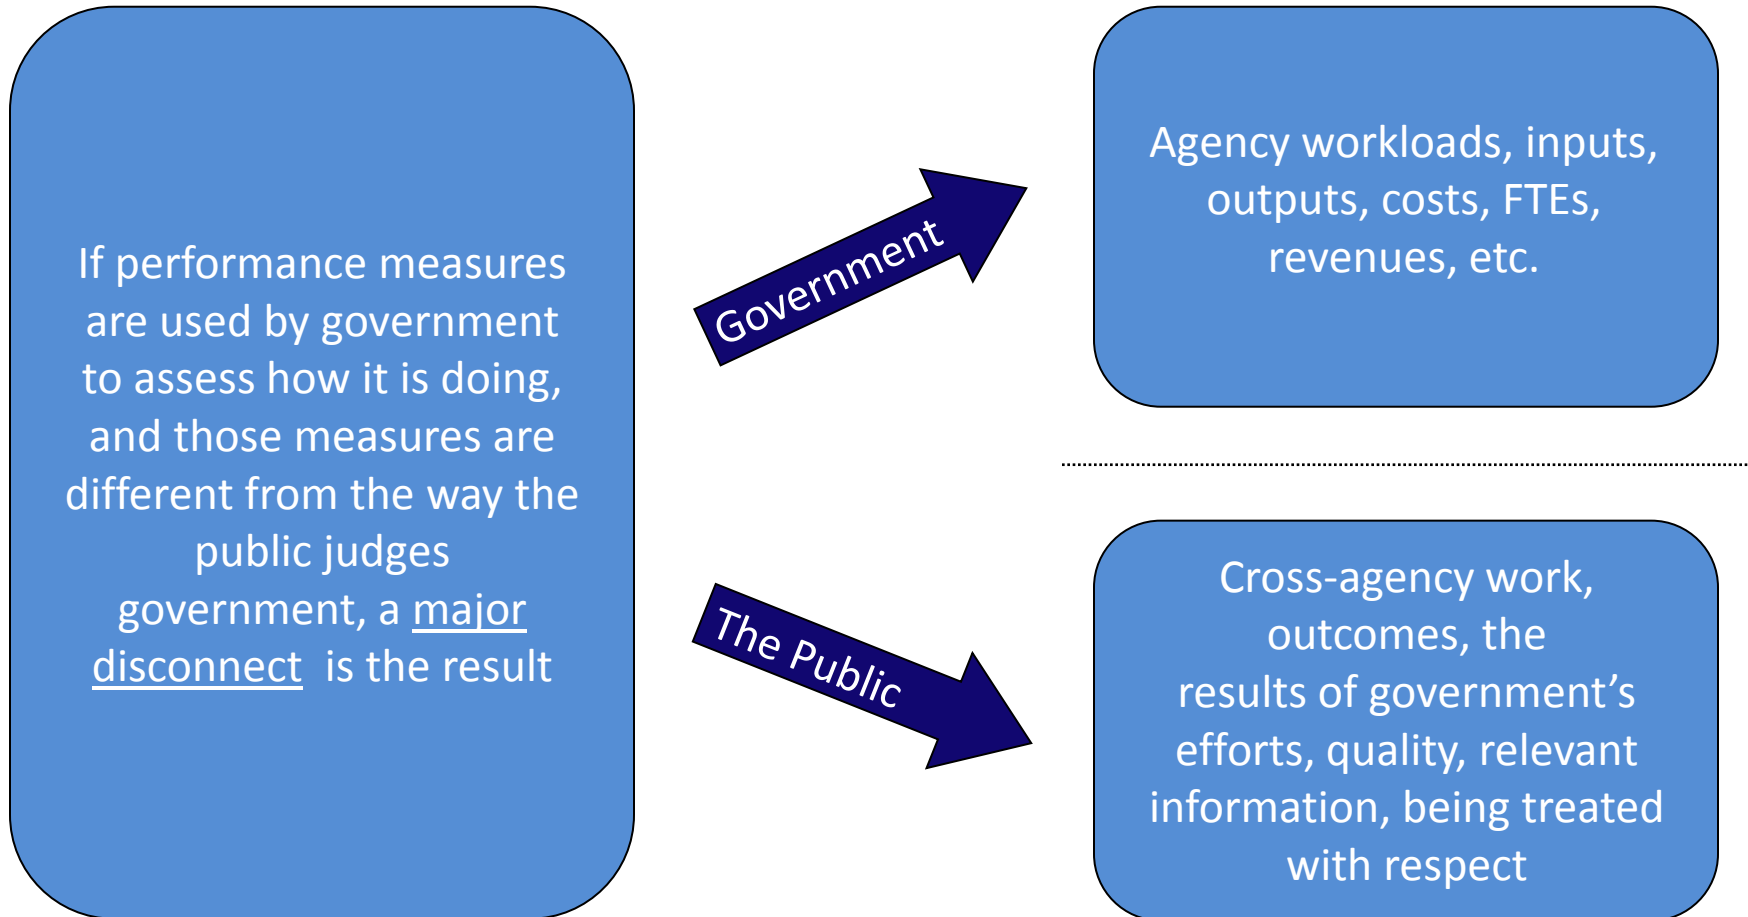 If performance measures
are used by government
to assess how it is doing,
and those measures are
different from the way the
public judges
government, a major
disconnect  is the result
Government
Agency workloads, inputs,
outputs, costs, FTEs,
revenues, etc.
The Public
Cross-agency work,
outcomes, the
results of government’s
efforts, quality, relevant
information, being treated
with respect